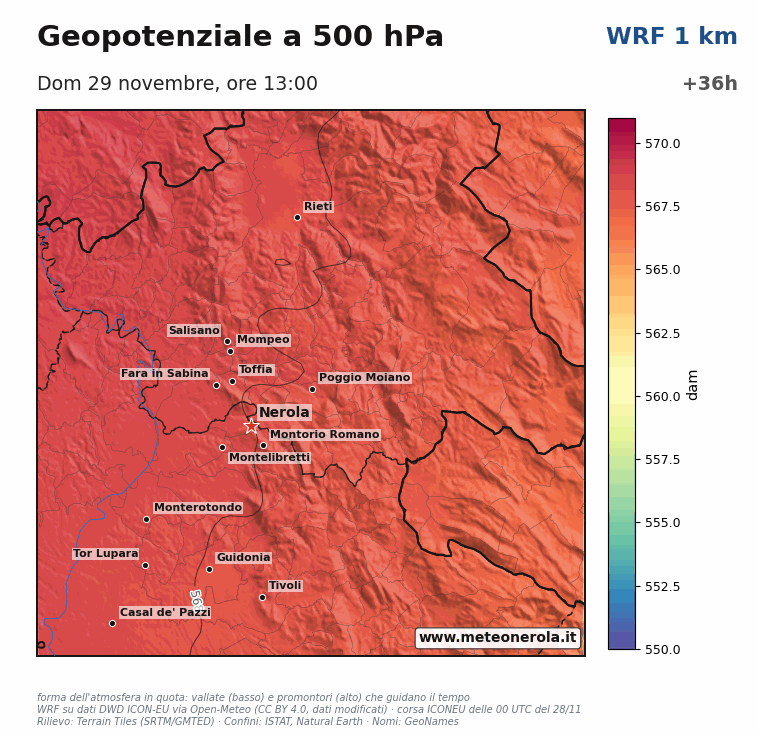 Geopotenziale a 500 hPa
WRF 1 km
Dom 29 novembre, ore 13:00
+36h
570.0
567.5
565.0
562.5
560.0
557.5
555.0
552.5
550.0
dam
Rieti
Salisano
Mompeo
Toffia
Fara in Sabina
Poggio Moiano
Nerola
Montorio Romano
Montelibretti
Monterotondo
Tor Lupara
Guidonia
Tivoli
Casal de' Pazzi
www.meteonerola.it
forma dell'atmosfera in quota: vallate (basso) e promontori (alto) che guidano il tempo
WRF su dati DWD ICON-EU via Open-Meteo (CC BY 4.0, dati modificati) · corsa ICONEU delle 00 UTC del 28/11
Rilievo: Terrain Tiles (SRTM/GMTED) · Confini: ISTAT, Natural Earth · Nomi: GeoNames